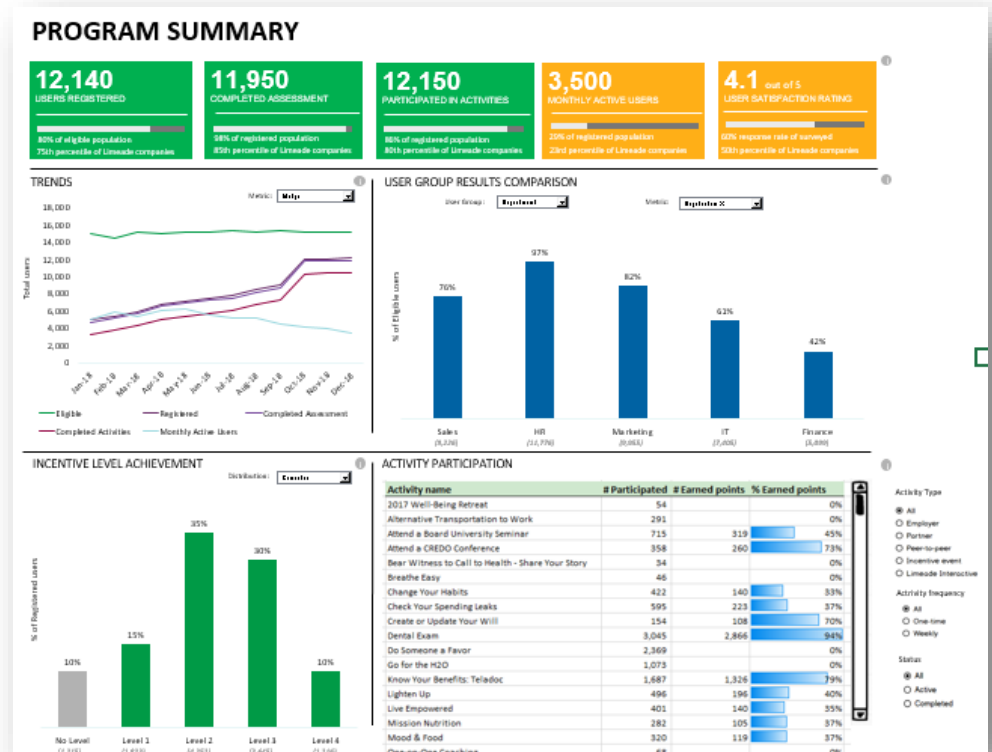 PROGRAM SUMMARY
12,140
USERS REGISTERED
80% of eligible population
75th percentile of Limeade companies
11,950
COMPLETED ASSESSMENT
98% of registered population
85th percentile of Limeade companies
12,150
PARTICIPATED IN ACTIVITIES
80th percentile of Limeade companies
3,500
MONTHLY ACTIVE USERS
29% of registered population
23rd percentile of Limeade companies
4.1 out of 5
USER SATISFACTION RATING
60% response rate of surveyed
50th percentile of Limeade companies
TRENDS
Metric:
Total users
18,000
16,000
14,000
12,000
10,000
8,000
6,000
4,000
2,000
0
Jan-18 Feb-18 Mar-18 Apr-18 May-18 Jun-18 Jul-18 Aug-18 Sep-18 Oct-18 Nov-18 Dec-18
Eligible Registered Completed Assessment
Completed Activities Monthly Active Users
USER GROUP RESULTS COMPARISON
User Group: Metric:
% of Eligible users
76% 97% 82% 61% 42%
Sales HR Marketing IT Finance
INCENTIVE LEVEL ACHIEVEMENT
Distribution:
% of Registered users
10% 15% 35% 30% 10%
No Level Level 1 Level 2 Level 3 Level 4
ACTIVITY PARTICIPATION
Activity name # Participated # Earned points % Earned points
2017 Well-Being Retreat 54 0%
Alternative Transportation to Work 291 0%
Attend a Board University Seminar 715 319 45%
Attend a CREDO Conference 358 260 73%
Bear Witness to Call to Health - Share Your Story 34 0%
Breathe Easy 46 0%
Change Your Habits 422 140 33%
Check Your Spending Leaks 595 223 37%
Create or Update Your Will 154 108 70%
Dental Exam 3,045 2,866 94%
Do Someone a Favor 2,369 0%
Go for the H2O 1,073 0%
Know Your Benefits: Teladoc 1,687 1,326 79%
Lighten Up 496 196 40%
Live Empowered 401 140 35%
Mission Nutrition 282 105 37%
Mood & Food 320 119 37%
Activity Type
All
Employer
Partner
Peer-to-peer
Incentive event
Limeade Interactive
Activity frequency
All
One-time
Weekly
Status
All
Active
Completed